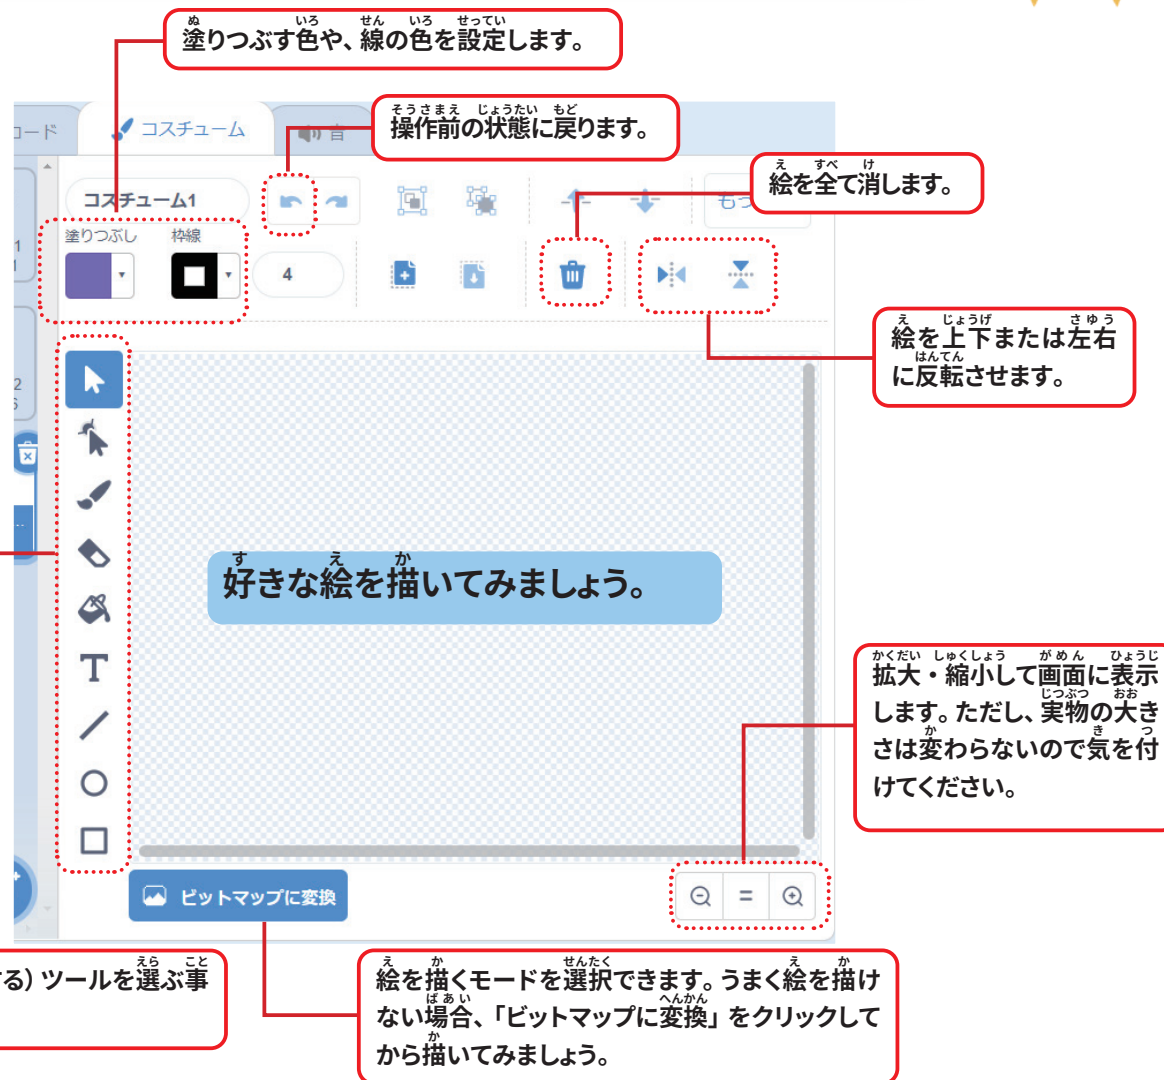 塗りつぶす色や、線の色を設定します。
操作前の状態に戻ります。
絵を全て消します。
コード
コスチューム
音
コスチューム1
もっ
塗りつぶし
枠線
4
1
絵を上下または左右
に反転させます。
2
好きな絵を描いてみましょう。
T
拡大・縮小して画面に表示
します。ただし、実物の大き
さは変わらないので気を付
けてください。
ビットマップに変換
=
る)ツールを選ぶ事
絵を描くモードを選択できます。うまく絵を描け
ない場合、「ビットマップに変換」をクリックして
から描いてみましょう。